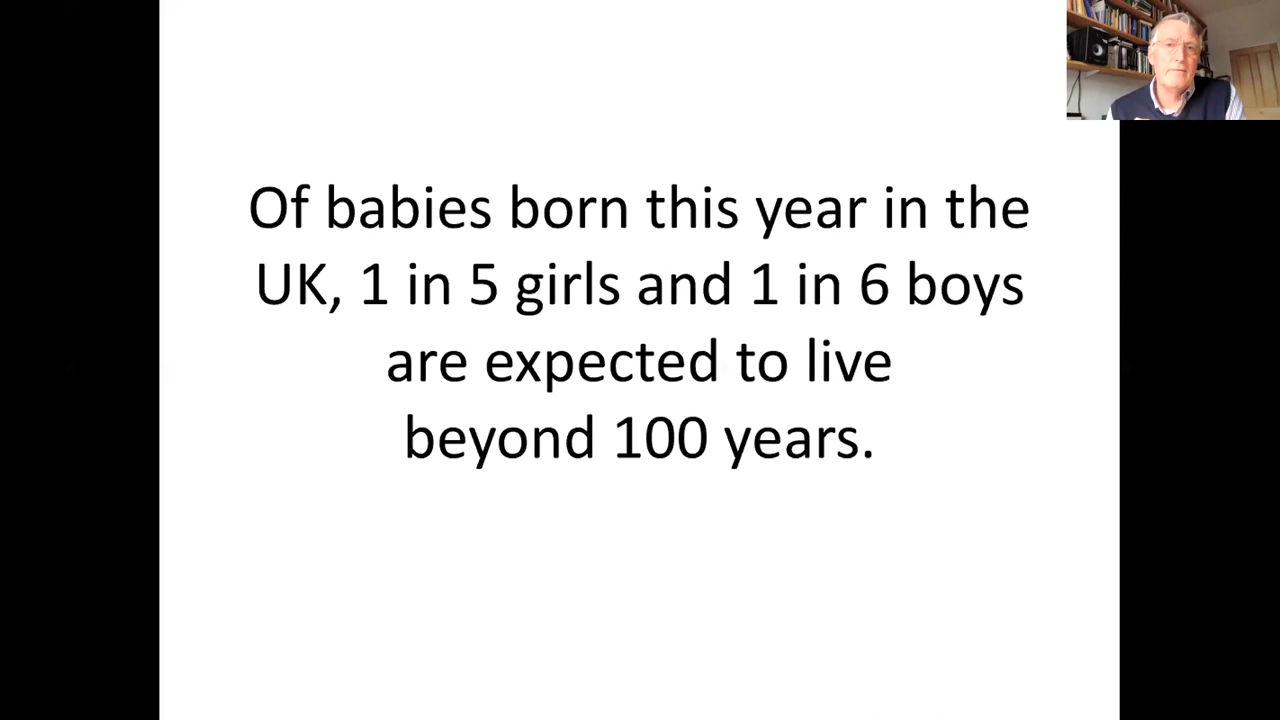 Of babies born this year in the
UK, 1 in 5 girls and 1 in 6 boys
are expected to live
beyond 100 years.